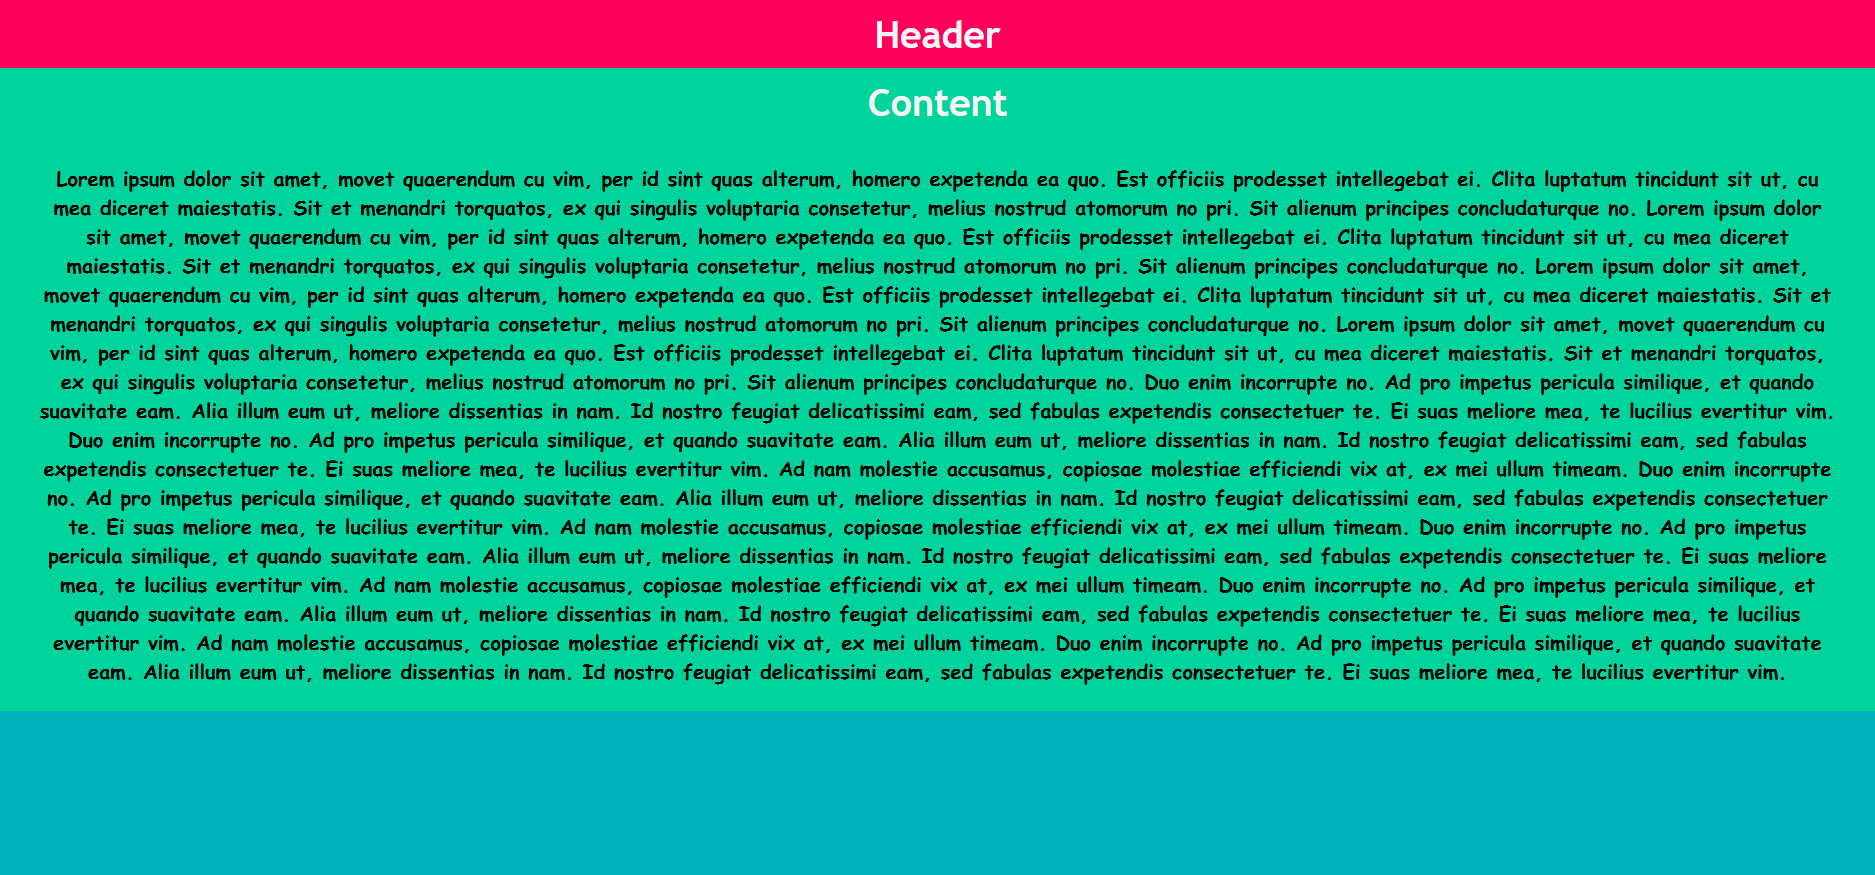 Header
Content
Lorem ipsum dolor sit amet, movet quaerendum cu vim, per id sint quas alterum, homero expetenda ea quo. Est officiis prodesset intellegebat ei. Clita luptatum tincidunt sit ut, cu
mea diceret maiestatis. Sit et menandri torquatos, ex qui singulis voluptaria consetetur, melius nostrud atomorum no pri. Sit alienum principes concludaturque no. Lorem ipsum dolor
sit amet, movet quaerendum cu vim, per id sint quas alterum, homero expetenda ea quo. Est officiis prodesset intellegebat ei. Clita luptatum tincidunt sit ut, cu mea diceret
maiestatis. Sit et menandri torquatos, ex qui singulis voluptaria consetetur, melius nostrud atomorum no pri. Sit alienum principes concludaturque no. Lorem ipsum dolor sit amet,
movet quaerendum cu vim, per id sint quas alterum, homero expetenda ea quo. Est officiis prodesset intellegebat ei. Clita luptatum tincidunt sit ut, cu mea diceret maiestatis. Sit et
menandri torquatos, ex qui singulis voluptaria consetetur, melius nostrud atomorum no pri. Sit alienum principes concludaturque no. Lorem ipsum dolor sit amet, movet quaerendum cu
vim, per id sint quas alterum, homero expetenda ea quo. Est officiis prodesset intellegebat ei. Clita luptatum tincidunt sit ut, cu mea diceret maiestatis. Sit et menandri torquatos,
ex qui singulis voluptaria consetetur, melius nostrud atomorum no pri. Sit alienum principes concludaturque no. Duo enim incorrupte no. Ad pro impetus pericula similique, et quando
suavitate eam. Alia illum eum ut, meliore dissentias in nam. Id nostro feugiat delicatissimi eam, sed fabulas expetendis consectetuer te. Ei suas meliore mea, te lucilius evertitur vim.
Duo enim incorrupte no. Ad pro impetus pericula similique, et quando suavitate eam. Alia illum eum ut, meliore dissentias in nam. Id nostro feugiat delicatissimi eam, sed fabulas
expetendis consectetuer te. Ei suas meliore mea, te lucilius evertitur vim. Ad nam molestie accusamus, copiosae molestiae efficiendi vix at, ex mei ullum timeam. Duo enim incorrupte
no. Ad pro impetus pericula similique, et quando suavitate eam. Alia illum eum ut, meliore dissentias in nam. Id nostro feugiat delicatissimi eam, sed fabulas expetendis consectetuer
te. Ei suas meliore mea, te lucilius evertitur vim. Ad nam molestie accusamus, copiosae molestiae efficiendi vix at, ex mei ullum timeam. Duo enim incorrupte no. Ad pro impetus
pericula similique, et quando suavitate eam. Alia illum eum ut, meliore dissentias in nam. Id nostro feugiat delicatissimi eam, sed fabulas expetendis consectetuer te. Ei suas meliore
mea, te lucilius evertitur vim. Ad nam molestie accusamus, copiosae molestiae efficiendi vix at, ex mei ullum timeam. Duo enim incorrupte no. Ad pro impetus pericula similique, et
quando suavitate eam. Alia illum eum ut, meliore dissentias in nam. Id nostro feugiat delicatissimi eam, sed fabulas expetendis consectetuer te. Ei suas meliore mea, te lucilius
evertitur vim. Ad nam molestie accusamus, copiosae molestiae efficiendi vix at, ex mei ullum timeam. Duo enim incorrupte no. Ad pro impetus pericula similique, et quando suavitate
eam. Alia illum eum ut, meliore dissentias in nam. Id nostro feugiat delicatissimi eam, sed fabulas expetendis consectetuer te. Ei suas meliore mea, te lucilius evertitur vim.